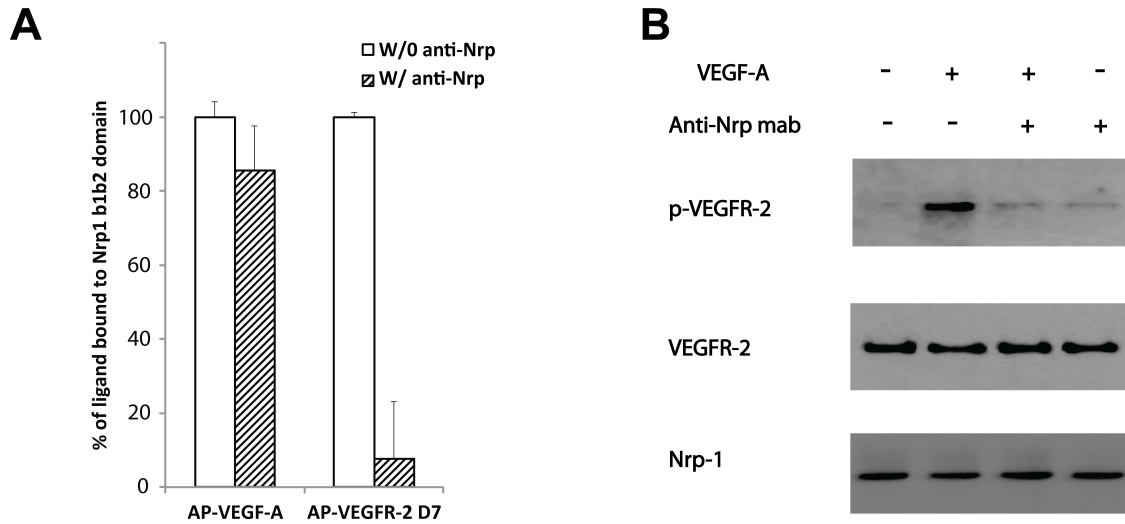 A
W/0 anti-Nrp
W/ anti-Nrp
% of ligand bound to Nrp1 b1b2 domain
100
80
60
40
20
0
AP-VEGF-A AP-VEGFR-2 D7
B
VEGF-A - + + -
Anti-Nrp mab - - + +
p-VEGFR-2
VEGFR-2
Nrp-1